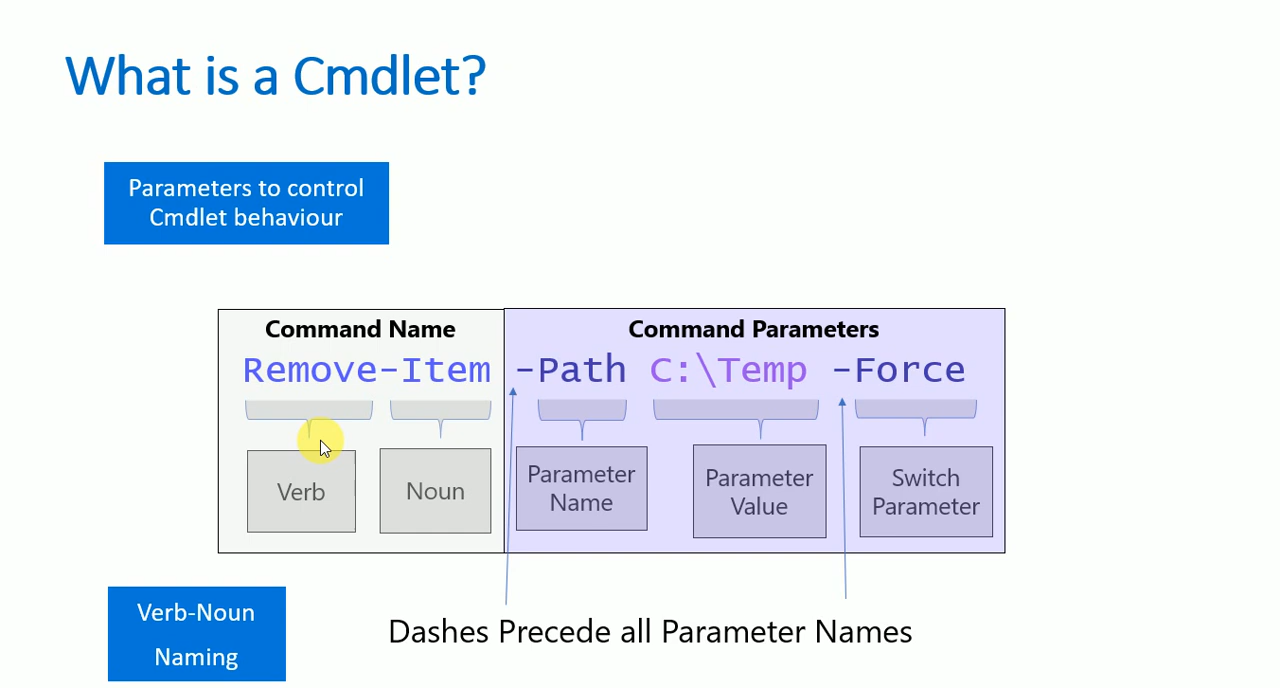 What is a Cmdlet?
Parameters to control
Cmdlet behaviour
Command Name
Command Parameters
Remove-Item -Path C:\Temp -Force
Verb
Noun
Parameter
Name
Parameter
Value
Switch
Parameter
Verb-Noun
Naming
Dashes Precede all Parameter Names